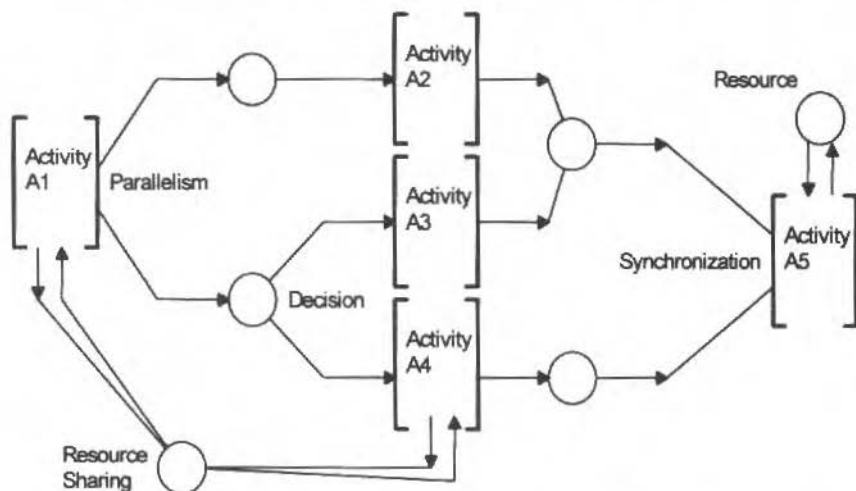 Activity
A2
Resource
Activity
A1
Parallelism
Activity
A3
Synchronization
Activity
A5
Decision
Activity
A4
Resource
Sharing